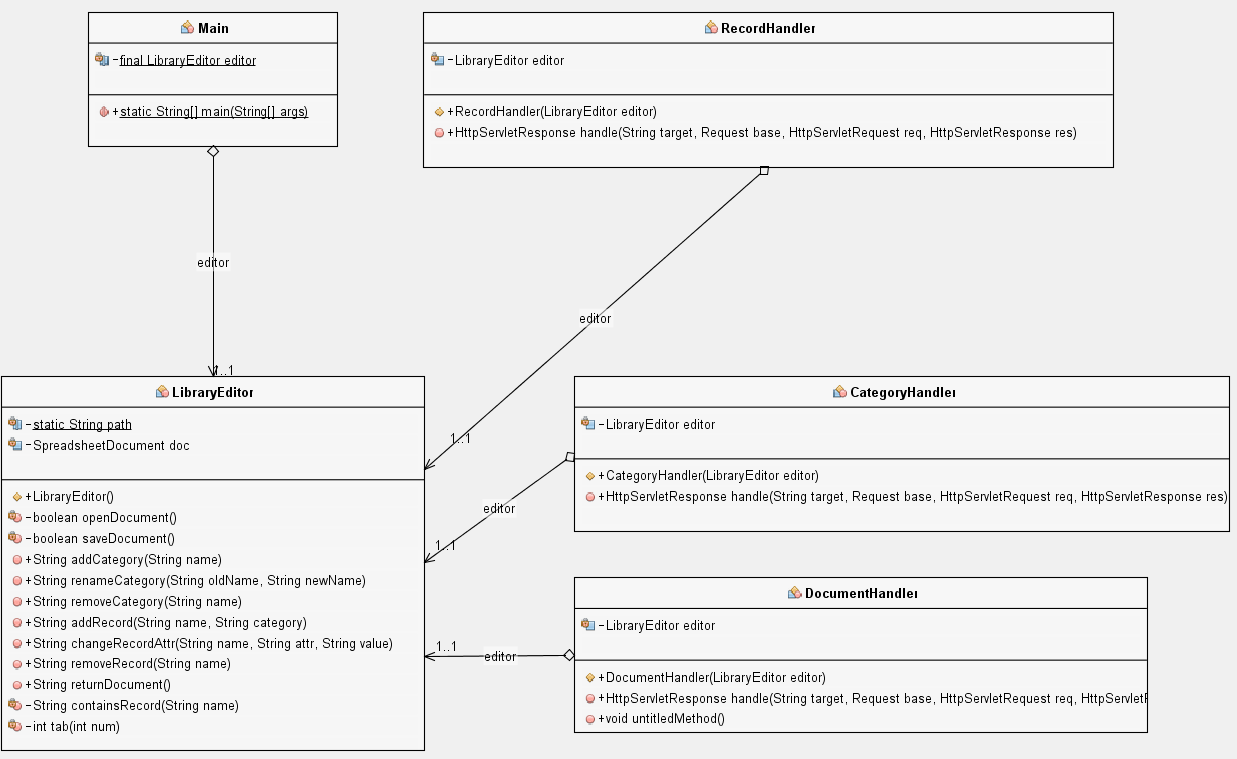 Main
-final LibraryEditor editor
+static String[] main(String[] args)
RecordHandler
-LibraryEditor editor
+RecordHandler(LibraryEditor editor)
+HttpServletResponse handle(String target, Request base, HttpServletRequest req, HttpServletResponse res)
editor
1..1
editor
1..1
LibraryEditor
-static String path
-SpreadsheetDocument doc
+LibraryEditor()
-boolean openDocument()
-boolean saveDocument()
+String addCategory(String name)
+String renameCategory(String oldName, String newName)
+String removeCategory(String name)
+String addRecord(String name, String category)
+String changeRecordAttr(String name, String attr, String value)
+String removeRecord(String name)
+String returnDocument()
-String containsRecord(String name)
-int tab(int num)
editor
1..1
CategoryHandler
-LibraryEditor editor
+CategoryHandler(LibraryEditor editor)
+HttpServletResponse handle(String target, Request base, HttpServletRequest req, HttpServletResponse res)
1..1
editor
DocumentHandler
-LibraryEditor editor
+DocumentHandler(LibraryEditor editor)
+HttpServletResponse handle(String target, Request base, HttpServletRequest req, HttpServletF
+void untitledMethod()